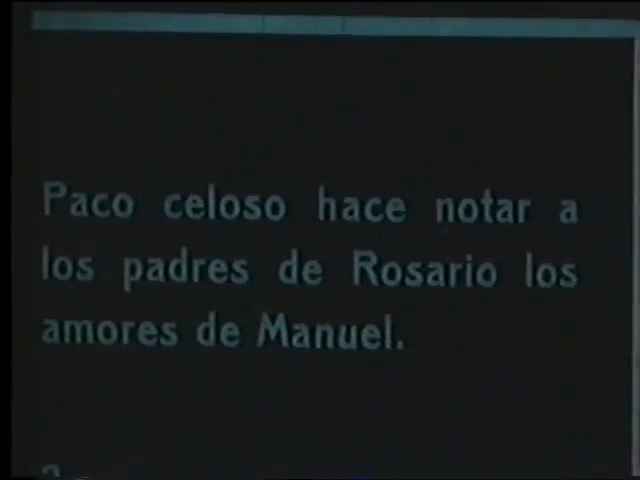 Paco celoso hace notar a
los padres de Rosario los
amores de Manuel.